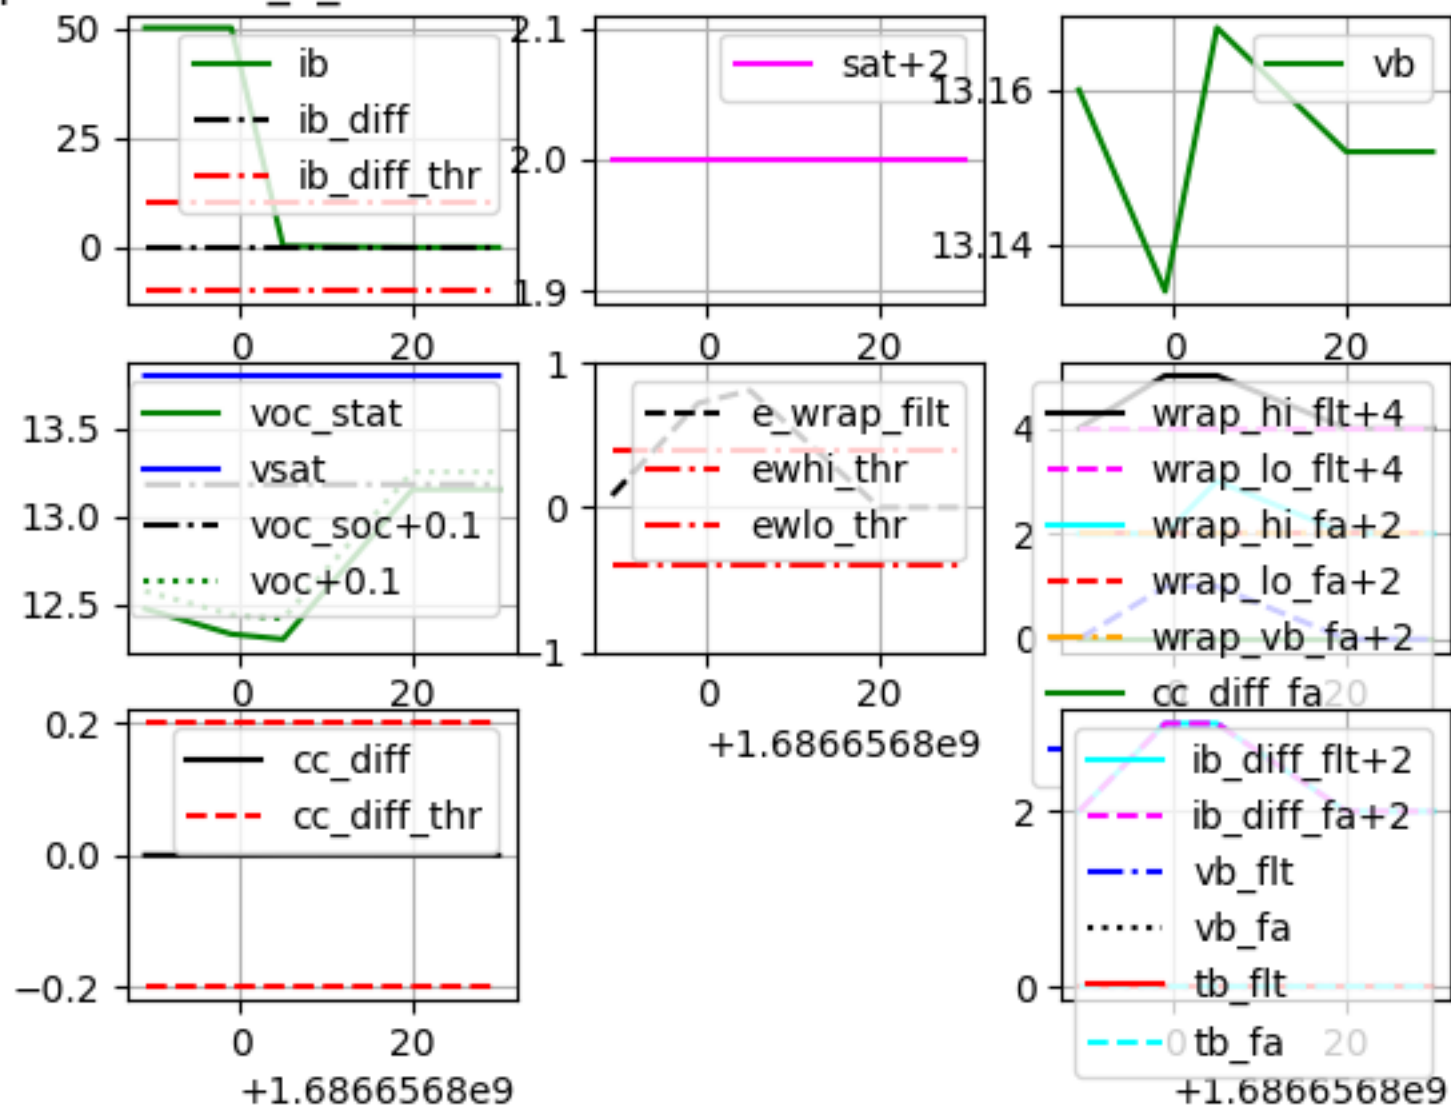 50
25
0
ib
ib_diff
ib_diff_thr
0
20
2.1
2.0
1.9
sat+2
0
20
13.16
13.14
vb
0
20
13.5
13.0
12.5
voc_stat
vsat
voc_soc+0.1
voc+0.1
0
20
1
0
−1
e_wrap_filt
ewhi_thr
ewlo_thr
0
20
+1.6866568e9
4
2
0
wrap_hi_flt+4
wrap_lo_flt+4
wrap_hi_fa+2
wrap_lo_fa+2
wrap_vb_fa+2
cc_diff_fa
20
0.2
0.0
−0.2
cc_diff
cc_diff_thr
0
20
+1.6866568e9
2
0
ib_diff_flt+2
ib_diff_fa+2
vb_flt
vb_fa
tb_flt
tb_fa
0
20
+1.6866568e9